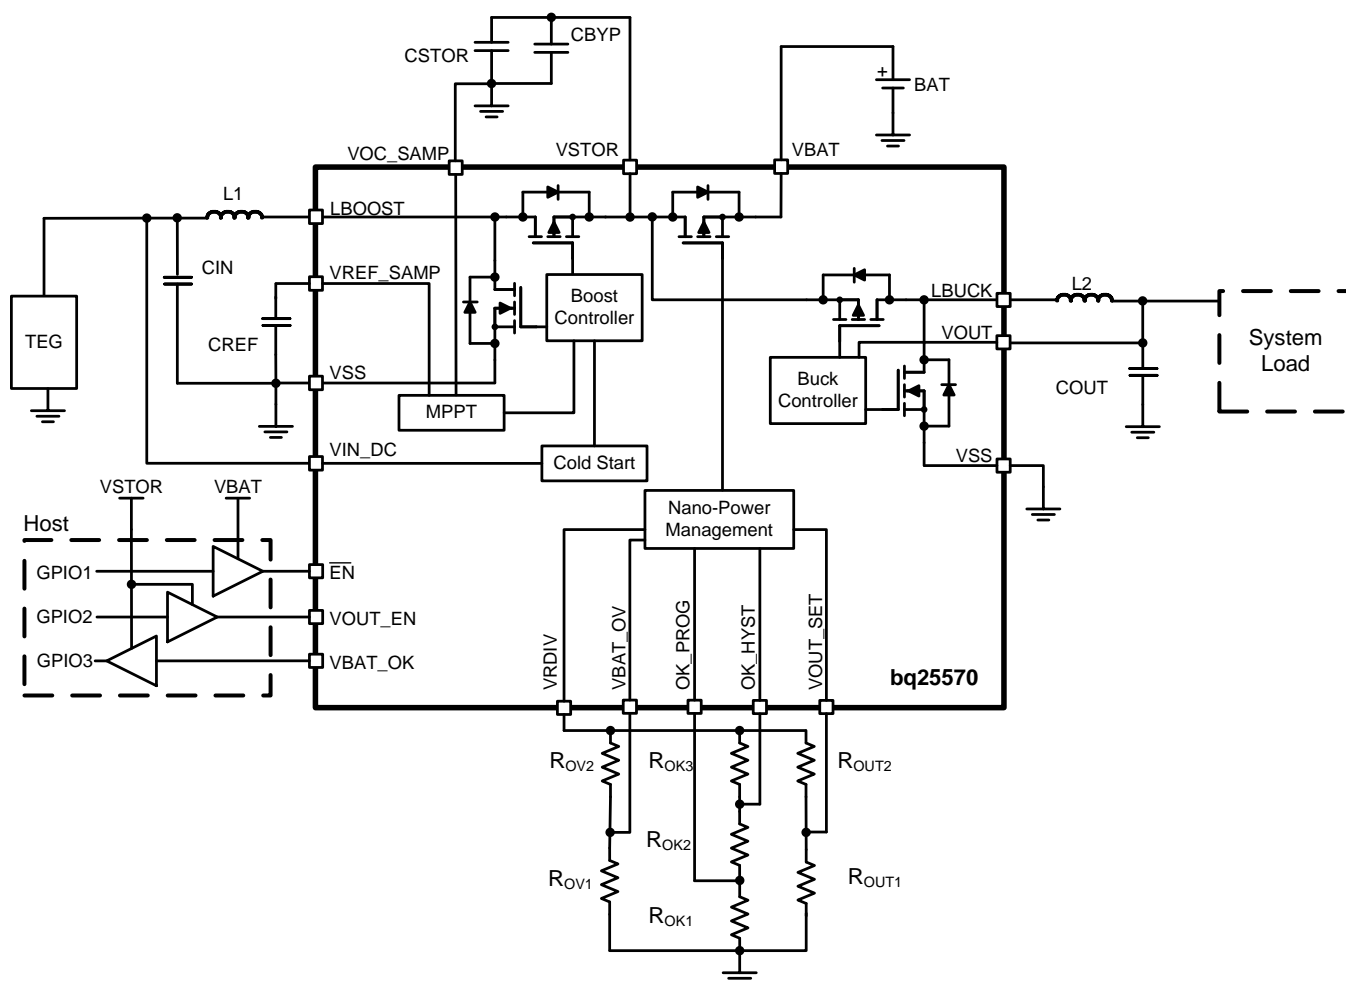 CSTOR
CBYP
BAT
+
VOC_SAMP
VSTOR
VBAT
L1
LBOOST
CIN
VREF_SAMP
CREF
TEG
VSS
Boost
Controller
MPPT
VIN_DC
Cold Start
LBUCK
L2
VOUT
Buck
Controller
COUT
System
Load
VSS
VSTOR
VBAT
Host
GPIO1
EN
GPIO2
VOUT_EN
GPIO3
VBAT_OK
Nano-Power
Management
VRDIV
VBAT_OV
OK_PROG
OK_HYST
VOUT_SET
bq25570
ROV2
ROK3
ROUT2
ROK2
ROV1
ROUT1
ROK1